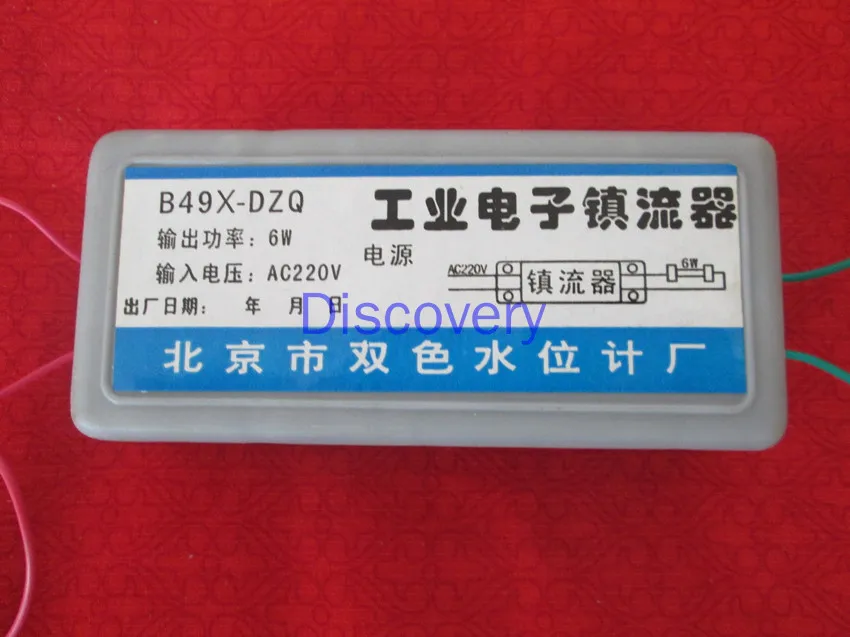 B49X-DZQ
工业电子镇流器
输出功率：6W
输入电压：AC220V
出厂日期： 年 月 日
电源
AC220V
镇流器
6W
Discovery
北京市双色水位计厂